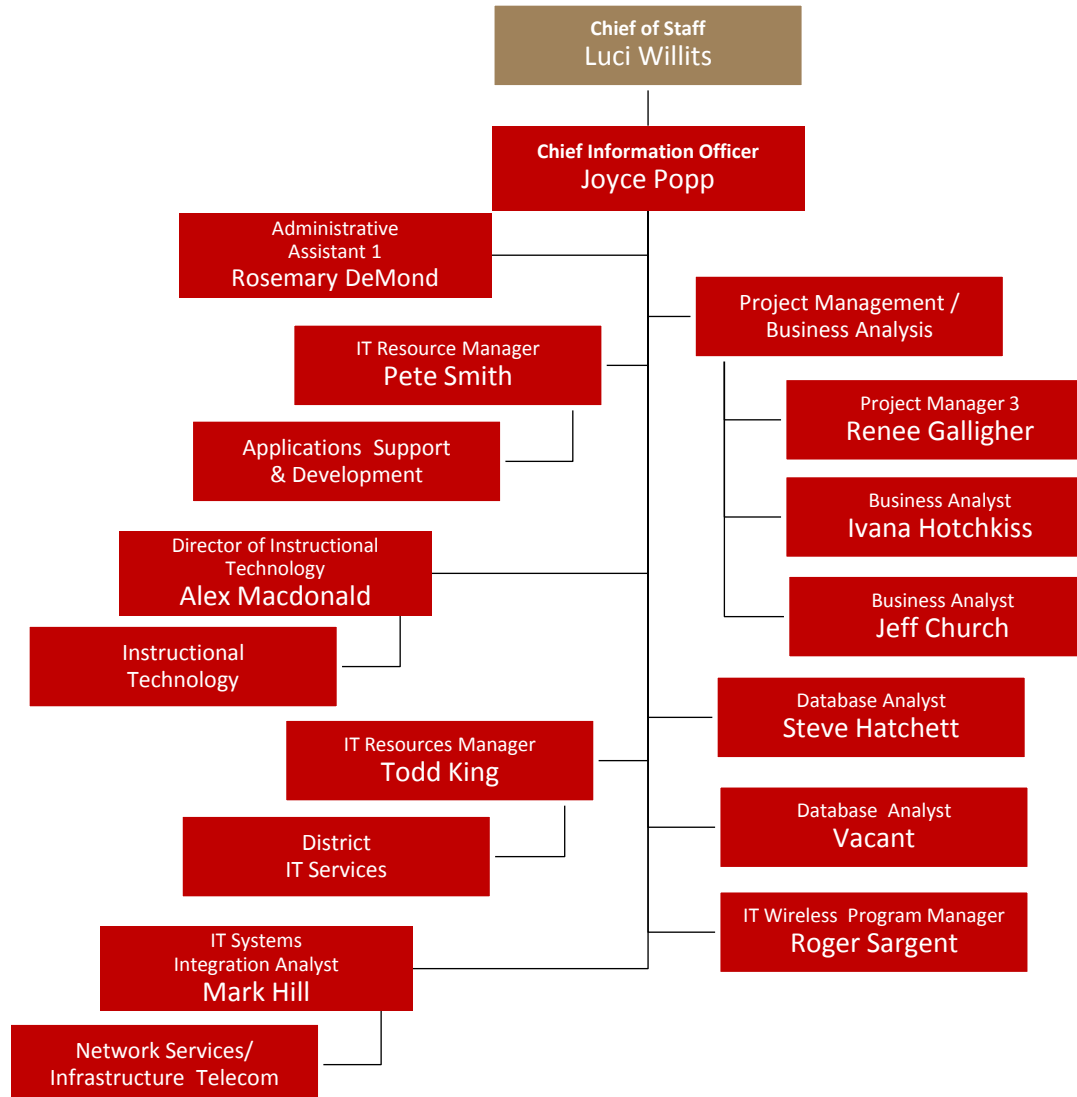 Chief of Staff
Luci Willits
Chief Information Officer
Joyce Popp
Administrative
Assistant 1
Rosemary DeMond
Project Management /
Business Analysis
IT Resource Manager
Pete Smith
Project Manager 3
Renee Galligher
Applications Support
& Development
Business Analyst
Ivana Hotchkiss
Director of Instructional
Technology
Alex Macdonald
Business Analyst
Jeff Church
Instructional
Technology
Database Analyst
Steve Hatchett
IT Resources Manager
Todd King
Database Analyst
Vacant
District
IT Services
IT Wireless Program Manager
Roger Sargent
IT Systems
Integration Analyst
Mark Hill
Network Services/
Infrastructure Telecom